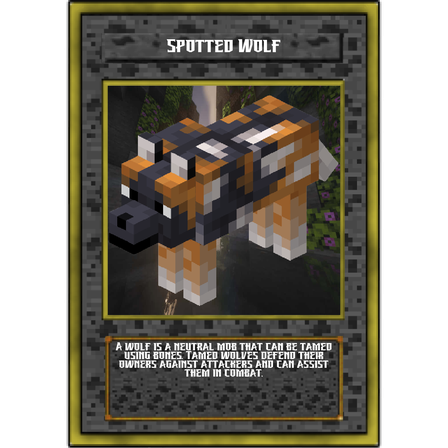 Spotted Wolf
A wolf is a neutral mob that can be tamed
using bones. Tamed wolves defend their
owners against attackers and can assist
them in combat.